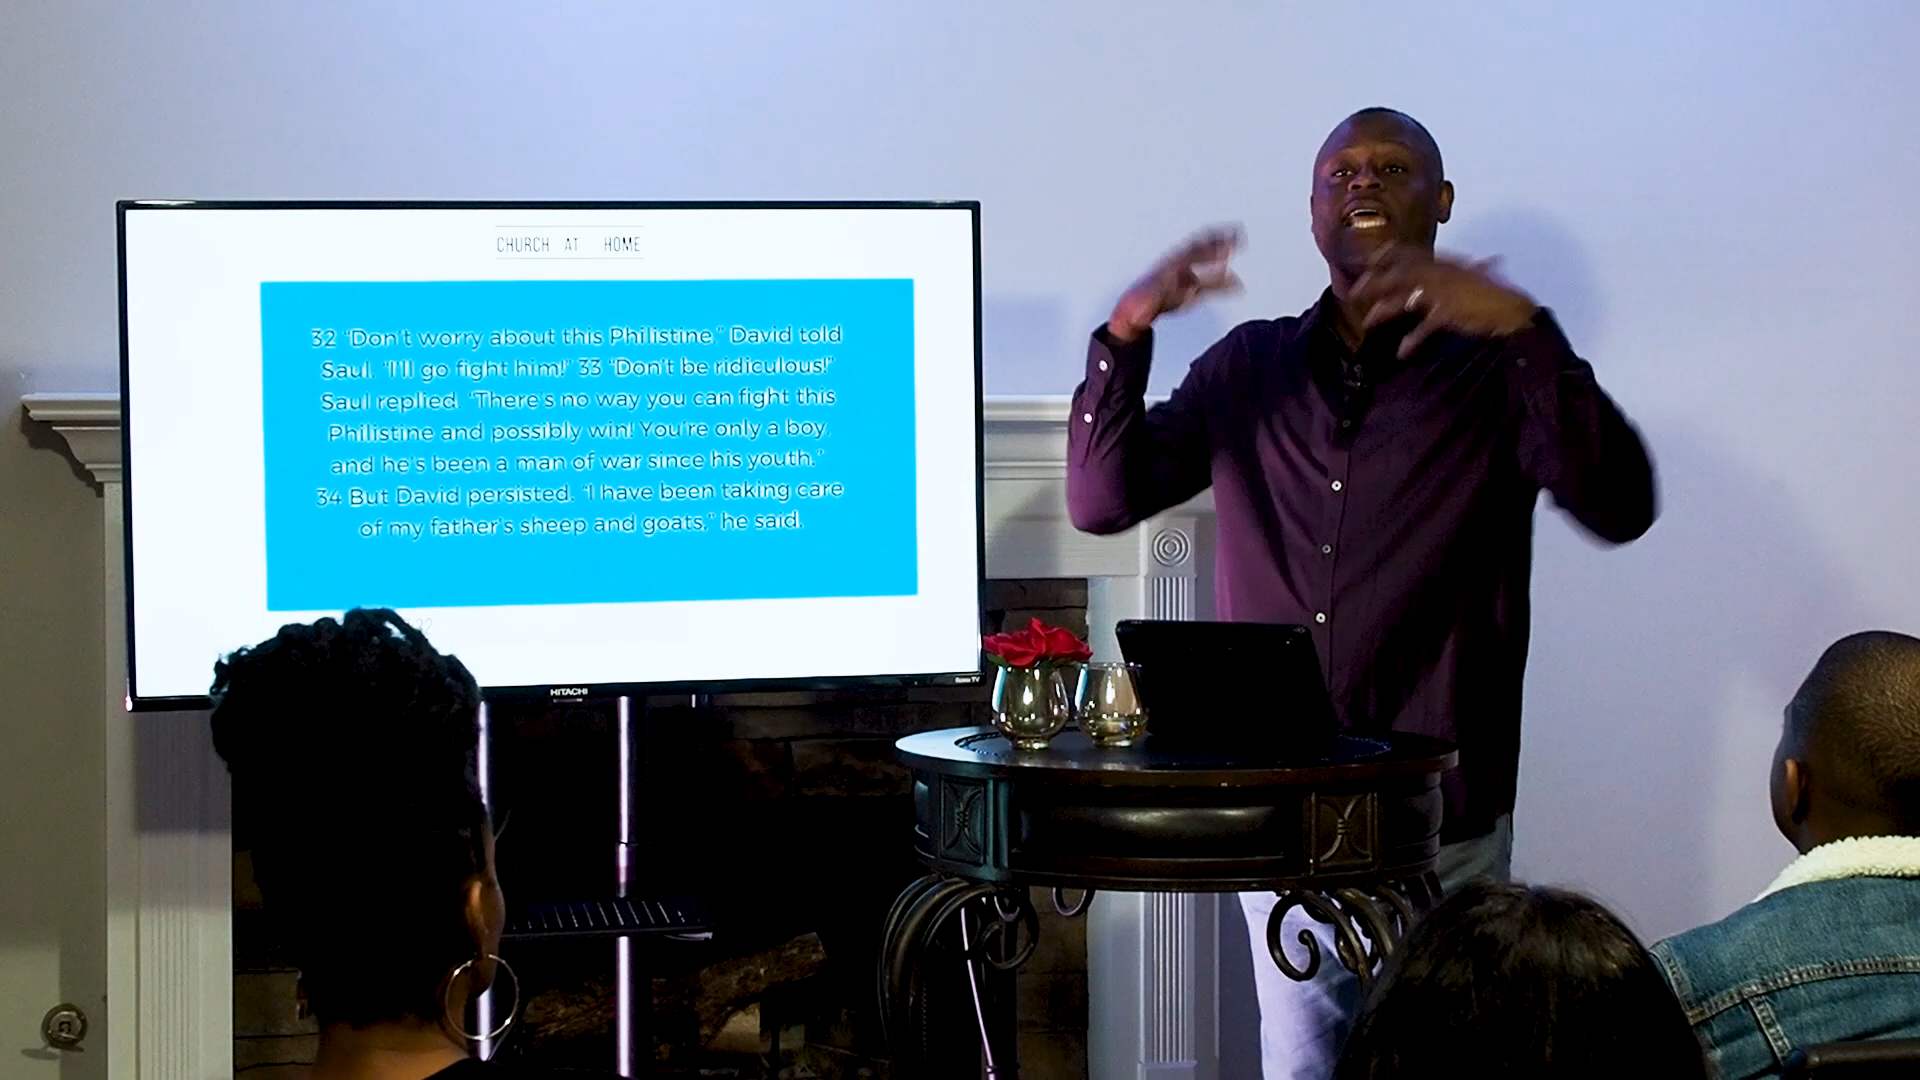 CHURCH AT HOME
32 "Don't worry about this Philistine," David told
Saul. "I'll go fight him!" 33 "Don't be ridiculous!"
Saul replied. "There's no way you can fight this
Philistine and possibly win! You're only a boy,
and he's been a man of war since his youth."
34 But David persisted. "I have been taking care
of my father's sheep and goats," he said.
HITACHI
Roku TV